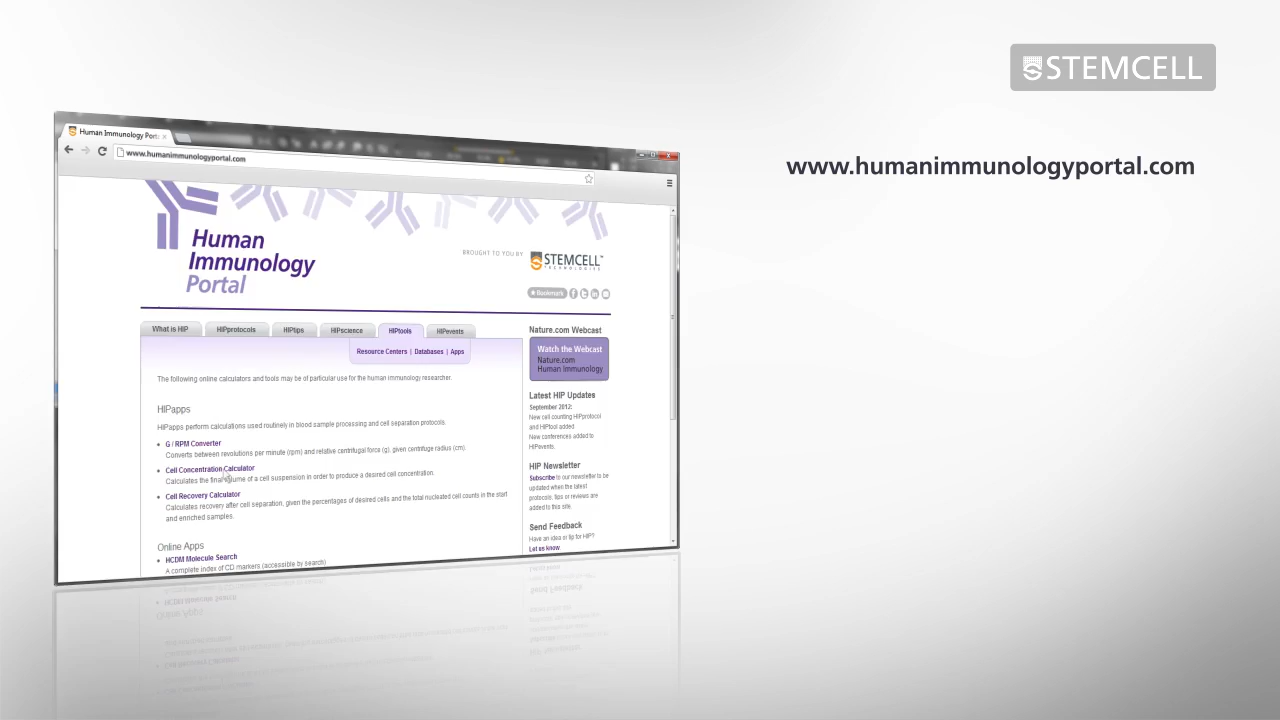 STEMCELL
www.humanimmunologyportal.com
Human Immunology Port
www.humanimmunologyportal.com
Human
Immunology
Portal
BROUGHT TO YOU BY
STEMCELL™
TECHNOLOGIES
Bookmark
What is HIP
HIPprotocols
HIPtips
HIPscience
HIPtools
HIPevents
Resource Centers | Databases | Apps
The following online calculators and tools may be of particular use for the human immunology researcher.
HIPapps
HIPapps perform calculations used routinely in blood sample processing and cell separation protocols.
• G / RPM Converter
Converts between revolutions per minute (rpm) and relative centrifugal force (g), given centrifuge radius (cm).
• Cell Concentration Calculator
Calculates the final volume of a cell suspension in order to produce a desired cell concentration.
• Cell Recovery Calculator
Calculates recovery after cell separation, given the percentages of desired cells and the total nucleated cell counts in the start
and enriched samples.
Online Apps
• HCDM Molecule Search
A complete index of CD markers (accessible by search)
Nature.com Webcast
Watch the Webcast
Nature.com
Human Immunology
Latest HIP Updates
September 2012:
New cell counting HIPprotocol
and HIPtool added
New conferences added to
HIPevents.
HIP Newsletter
Subscribe to our newsletter to be
updated when the latest
protocols, tips or reviews are
added to this site.
Send Feedback
Have an idea or tip for HIP?
Let us know